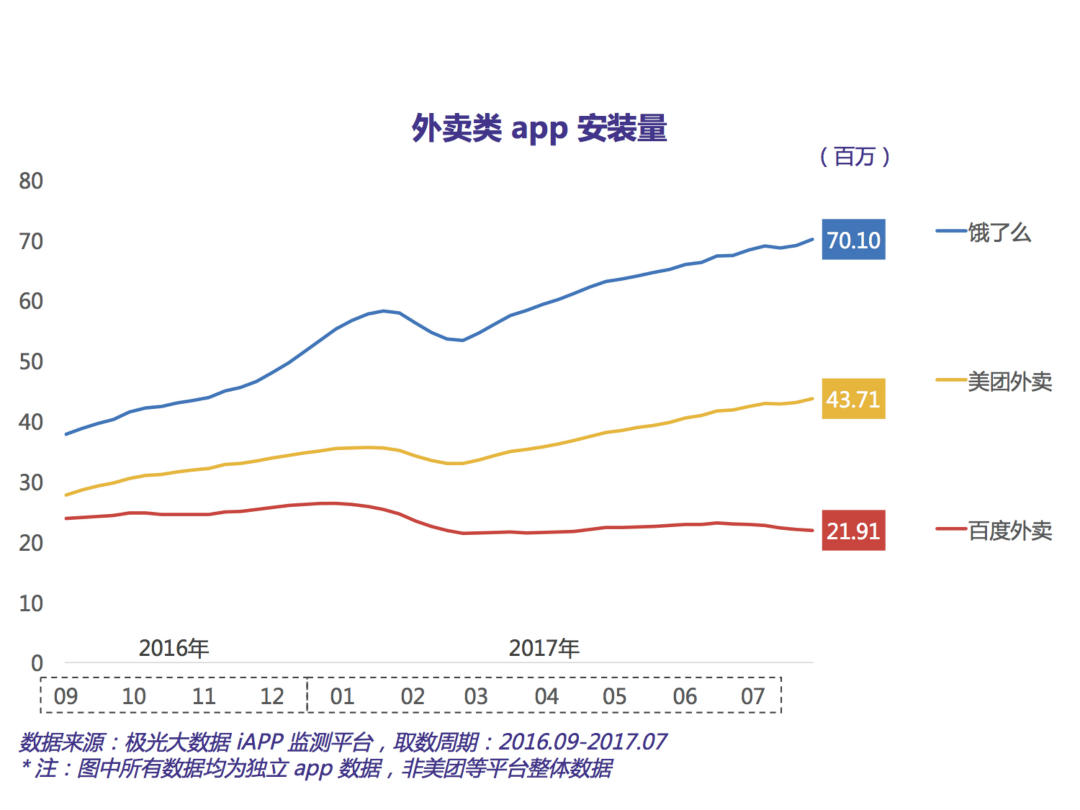 外卖类 app 安装量
（百万）
80
70
60
50
40
30
20
10
0
70.10
43.71
21.91
饿了么
美团外卖
百度外卖
2016年 2017年
09 10 11 12 01 02 03 04 05 06 07
数据来源：极光大数据 iAPP 监测平台，取数周期：2016.09-2017.07
* 注：图中所有数据均为独立 app 数据，非美团等平台整体数据